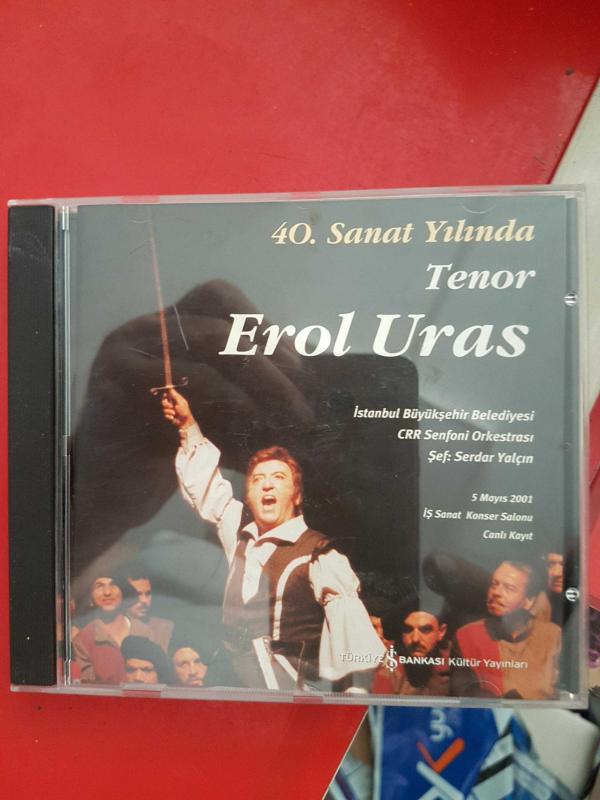 40. Sanat Yılında
Tenor
Erol Uras
İstanbul Büyükşehir Belediyesi
CRR Senfoni Orkestrası
Şef: Serdar Yalçın
5 Mayıs 2001
İŞ Sanat Konser Salonu
Canlı Kayıt
TÜRKİYE İŞ BANKASI Kültür Yayınları